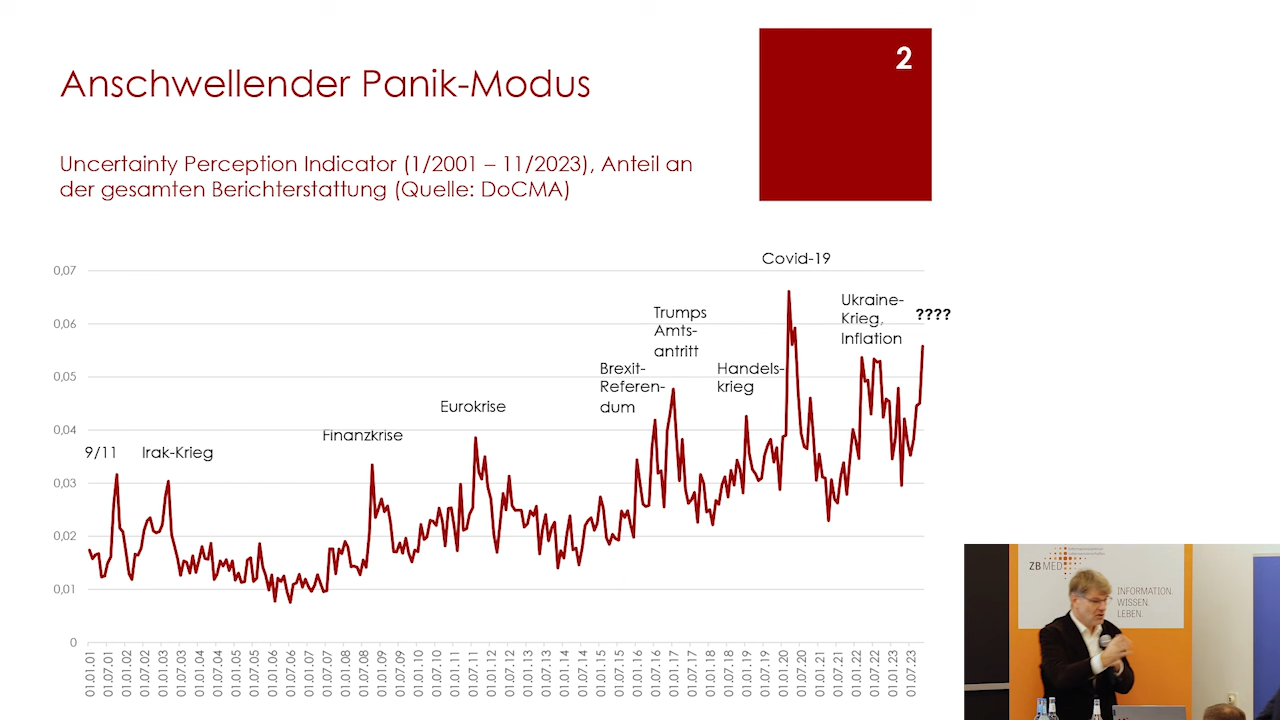 2
Anschwellender Panik-Modus
Uncertainty Perception Indicator (1/2001 – 11/2023), Anteil an
der gesamten Berichterstattung (Quelle: DoCMA)
Covid-19
0,07
Ukraine-
Krieg,
Inflation
????
Trumps
Amts-
antritt
0,06
Brexit-
Referen-
dum
Handels-
krieg
0,05
Eurokrise
0,04
Finanzkrise
9/11
Irak-Krieg
0,03
0,02
0,01
0
01.01.01
01.07.01
01.01.02
01.07.02
01.01.03
01.07.03
01.01.04
01.07.04
01.01.05
01.07.05
01.01.06
01.07.06
01.01.07
01.07.07
01.01.08
01.07.08
01.01.09
01.07.09
01.01.10
01.07.10
01.01.11
01.07.11
01.01.12
01.07.12
01.01.13
01.07.13
01.01.14
01.07.14
01.01.15
01.07.15
01.01.16
01.07.16
01.01.17
01.07.17
01.01.18
01.07.18
01.01.19
01.07.19
01.01.20
01.07.20
01.01.21
01.07.21
01.01.22
01.07.22
01.01.23
01.07.23
ZB MED
INFORMATION.
WISSEN.
LEBEN.